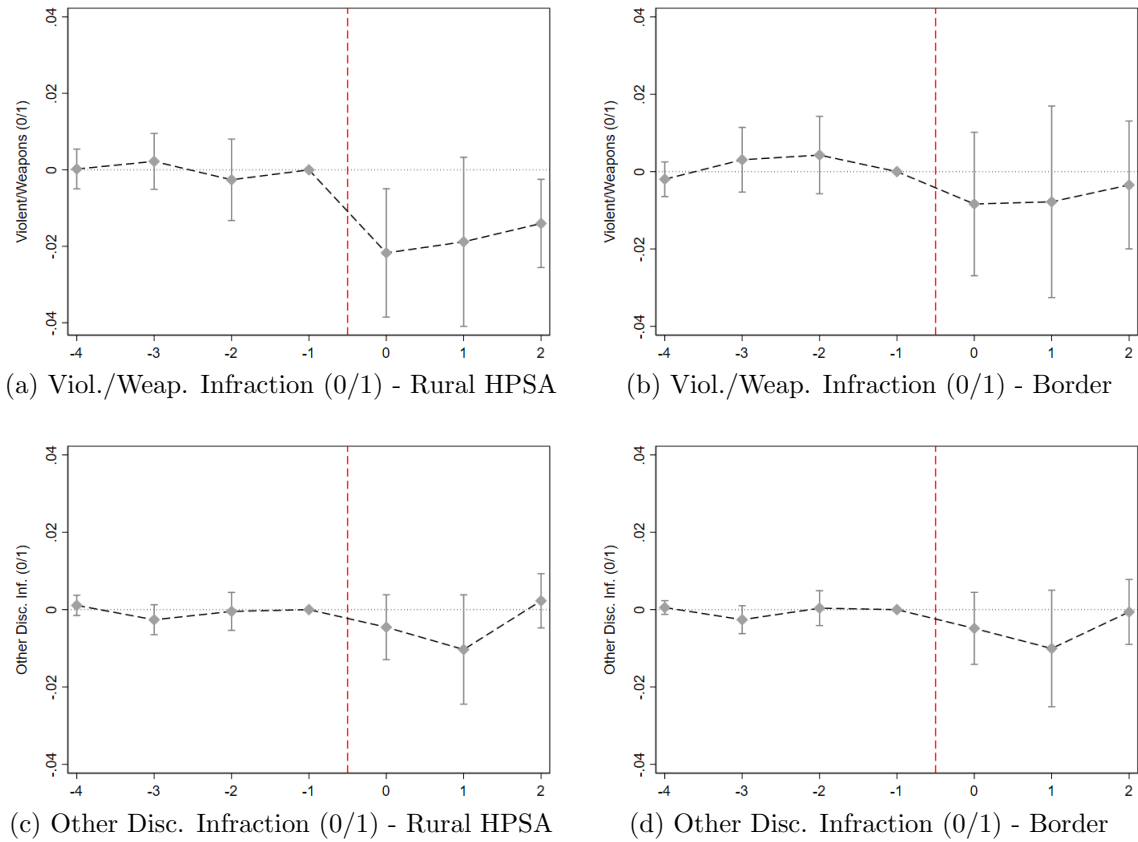 .04
.02
0
-.02
-.04
Violent/Weapons (0/1)
-4 -3 -2 -1 0 1 2
(a) Viol./Weap. Infraction (0/1) - Rural HPSA
.04
.02
0
-.02
-.04
Violent/Weapons (0/1)
-4 -3 -2 -1 0 1 2
(b) Viol./Weap. Infraction (0/1) - Border
.04
.02
0
-.02
-.04
Other Disc. Inf. (0/1)
-4 -3 -2 -1 0 1 2
(c) Other Disc. Infraction (0/1) - Rural HPSA
.04
.02
0
-.02
-.04
Other Disc. Inf. (0/1)
-4 -3 -2 -1 0 1 2
(d) Other Disc. Infraction (0/1) - Border